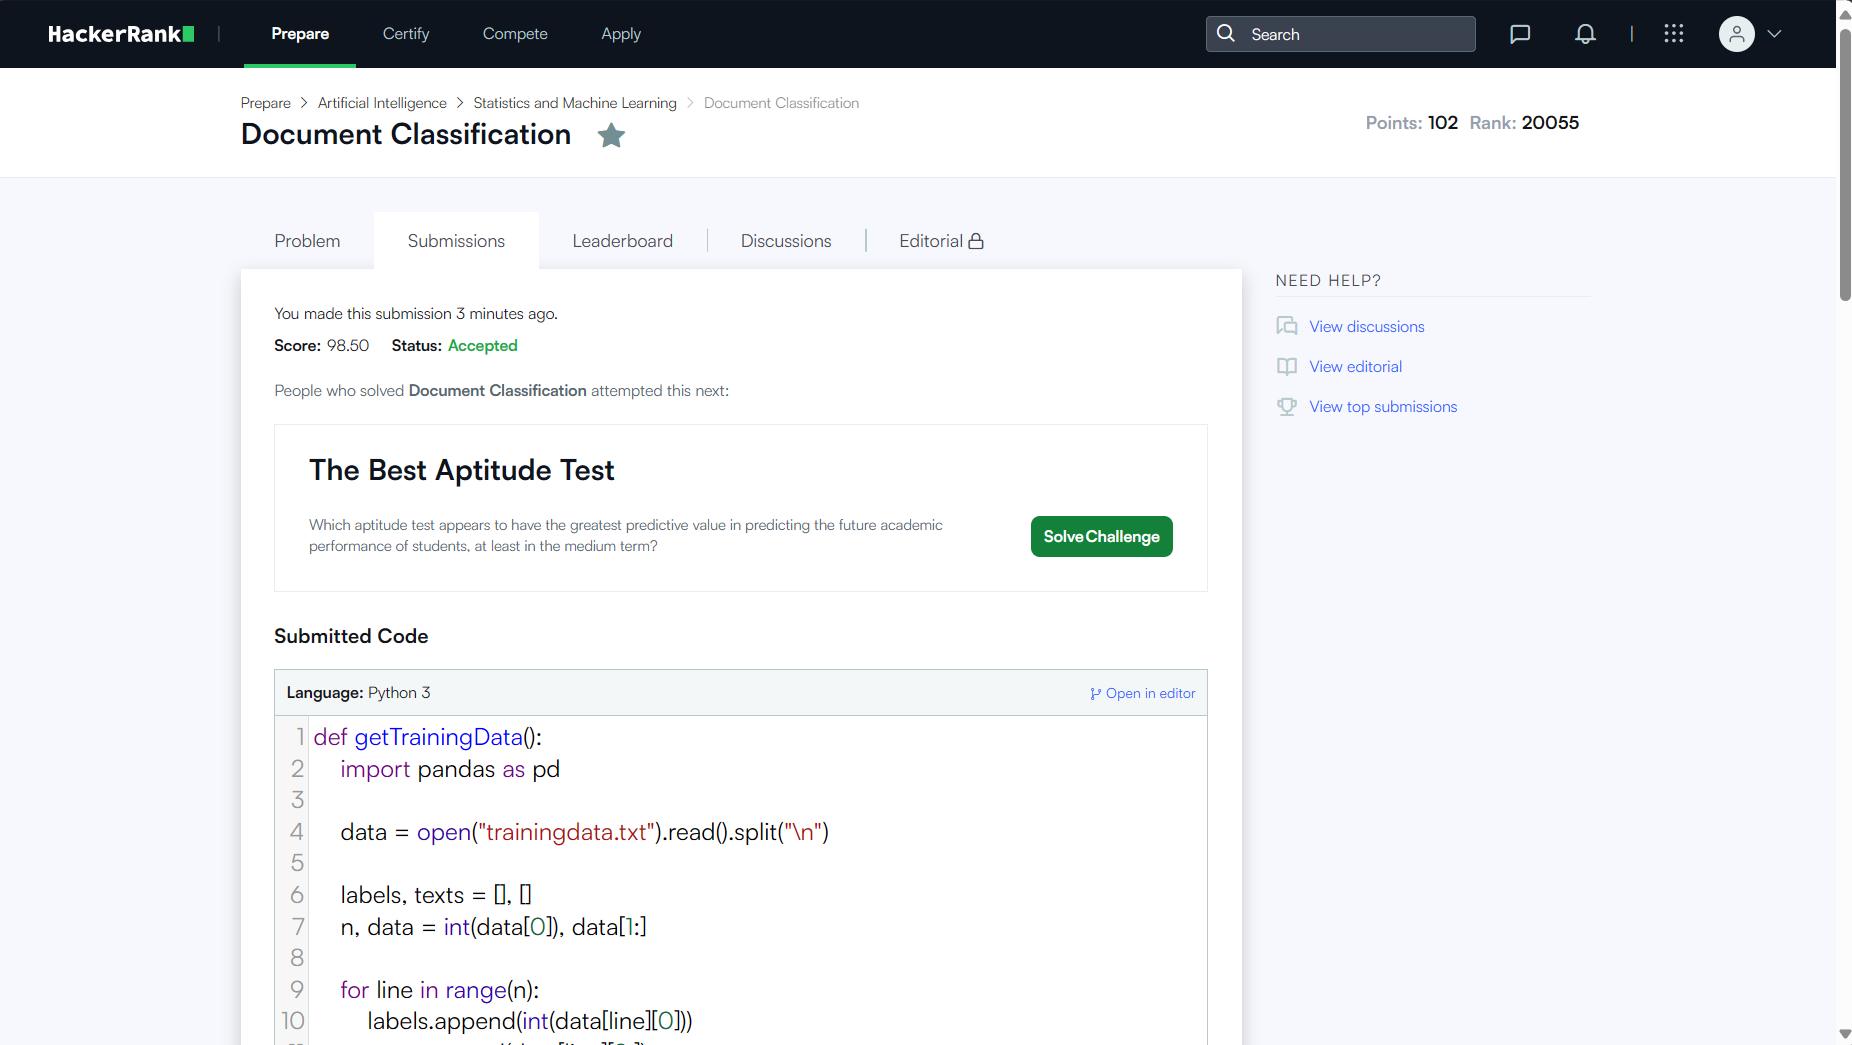 HackerRank
Prepare
Certify
Compete
Apply
Search
Prepare > Artificial Intelligence > Statistics and Machine Learning > Document Classification
Document Classification
Points: 102 Rank: 20055
Problem
Submissions
Leaderboard
Discussions
Editorial
You made this submission 3 minutes ago.
Score: 98.50 Status: Accepted
People who solved Document Classification attempted this next:
The Best Aptitude Test
Which aptitude test appears to have the greatest predictive value in predicting the future academic
performance of students, at least in the medium term?
Solve Challenge
Submitted Code
Language: Python 3
Open in editor
1 def getTrainingData():
2 import pandas as pd
3
4 data = open("trainingdata.txt").read().split("\n")
5
6 labels, texts = [], []
7 n, data = int(data[0]), data[1:]
8
9 for line in range(n):
10 labels.append(int(data[line][0]))
NEED HELP?
View discussions
View editorial
View top submissions